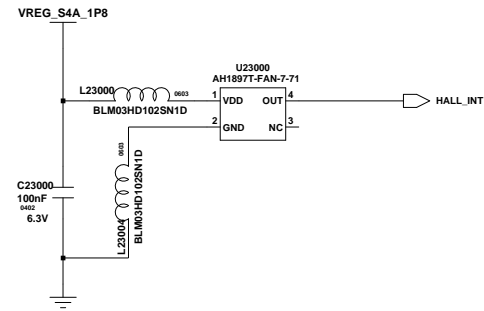 VREG_S4A_1P8
U23000
AH1897T-FAN-7-71
L23000
0603
BLM03HD102SN1D
1
VDD
OUT
4
HALL_INT
2
GND
NC
3
0603
L23004
BLM03HD102SN1D
C23000
100nF
0402
6.3V